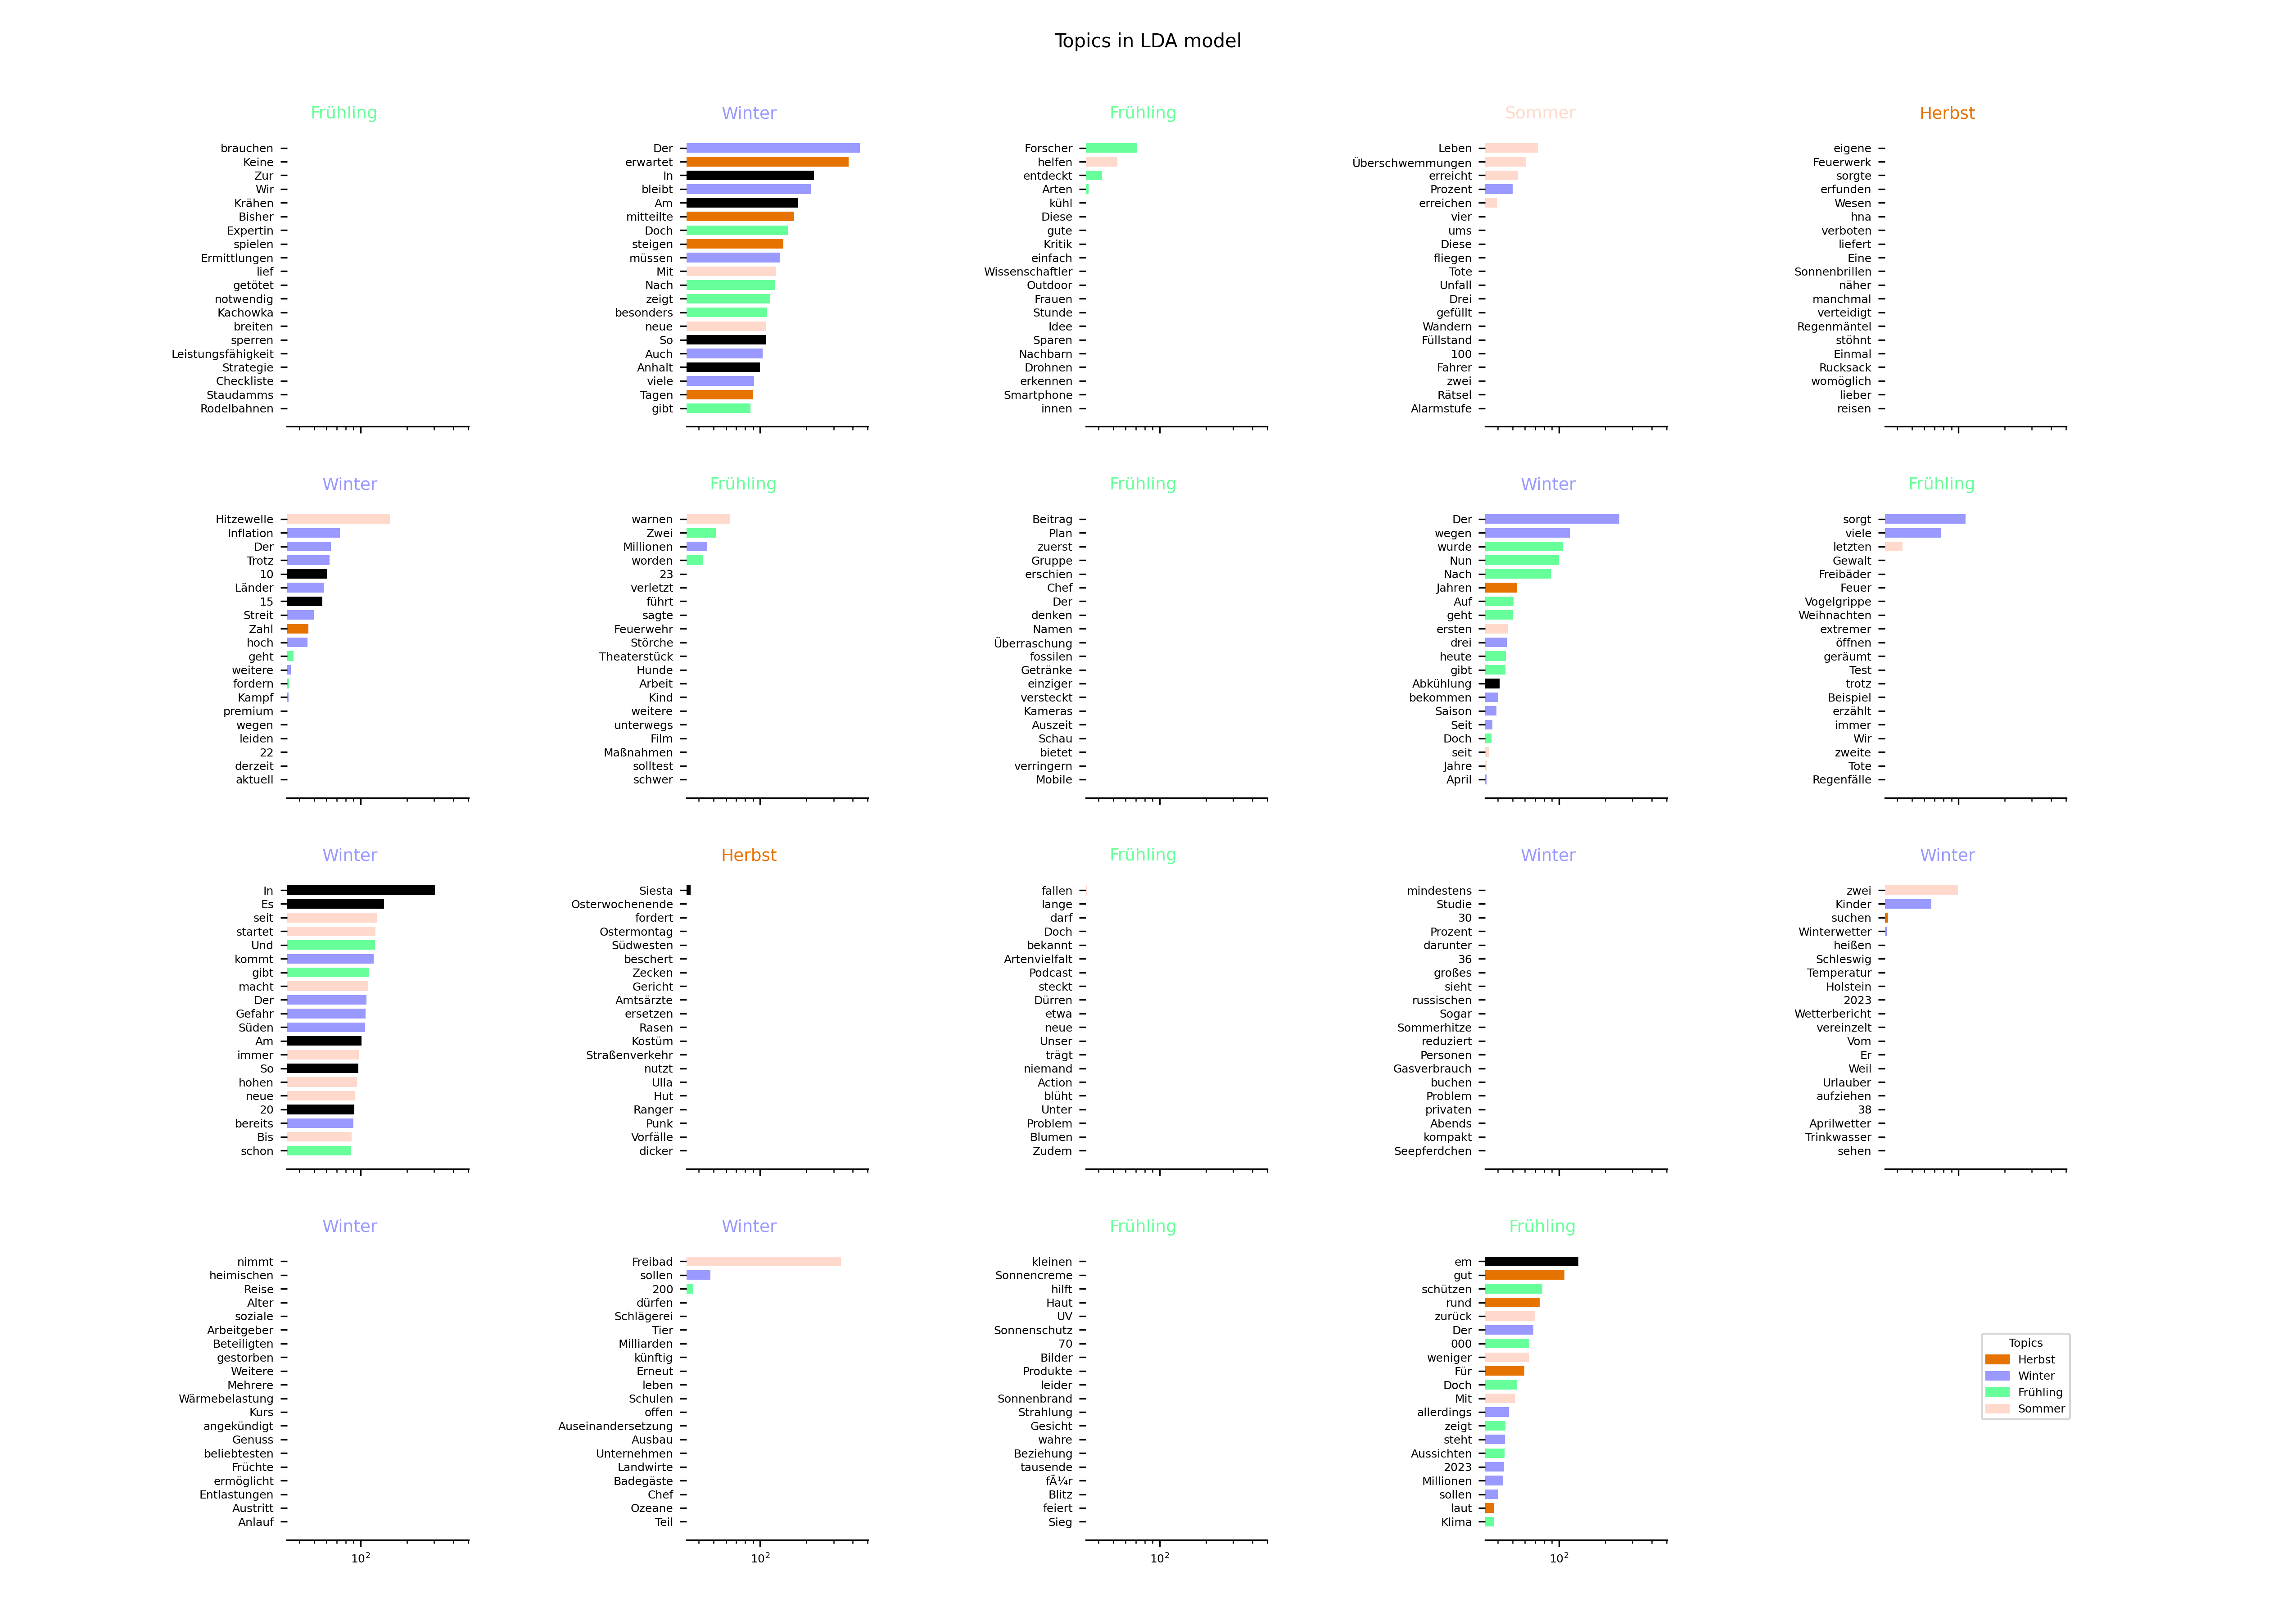 Topics in LDA model
Frühling
brauchen
Keine
Zur
Wir
Krähen
Bisher
Expertin
spielen
Ermittlungen
lief
getötet
notwendig
Kachowka
breiten
sperren
Leistungsfähigkeit
Strategie
Checkliste
Staudamms
Rodelbahnen
Winter
Der
erwartet
In
bleibt
Am
mitteilte
Doch
steigen
müssen
Mit
Nach
zeigt
besonders
neue
So
Auch
Anhalt
viele
Tagen
gibt
Frühling
Forscher
helfen
entdeckt
Arten
kühl
Diese
gute
Kritik
einfach
Wissenschaftler
Outdoor
Frauen
Stunde
Idee
Sparen
Nachbarn
Drohnen
erkennen
Smartphone
innen
Sommer
Leben
Überschwemmungen
erreicht
Prozent
erreichen
vier
ums
Diese
fliegen
Tote
Unfall
Drei
gefüllt
Wandern
Füllstand
100
Fahrer
zwei
Rätsel
Alarmstufe
Herbst
eigene
Feuerwerk
sorgte
erfunden
Wesen
hna
verboten
liefert
Eine
Sonnenbrillen
näher
manchmal
verteidigt
Regenmäntel
stöhnt
Einmal
Rucksack
womöglich
lieber
reisen
Winter
Hitzewelle
Inflation
Der
Trotz
10
Länder
15
Streit
Zahl
hoch
geht
weitere
fordern
Kampf
premium
wegen
leiden
22
derzeit
aktuell
Frühling
warnen
Zwei
Millionen
worden
23
verletzt
führt
sagte
Feuerwehr
Störche
Theaterstück
Hunde
Arbeit
Kind
weitere
unterwegs
Film
Maßnahmen
solltest
schwer
Frühling
Beitrag
Plan
zuerst
Gruppe
erschien
Chef
Der
denken
Namen
Überraschung
fossilen
Getränke
einziger
versteckt
Kameras
Auszeit
Schau
bietet
verringern
Mobile
Winter
Der
wegen
wurde
Nun
Nach
Jahren
Auf
geht
ersten
drei
heute
gibt
Abkühlung
bekommen
Saison
Seit
Doch
seit
Jahre
April
Frühling
sorgt
viele
letzten
Gewalt
Freibäder
Feuer
Vogelgrippe
Weihnachten
extremer
öffnen
geräumt
Test
trotz
Beispiel
erzählt
immer
Wir
zweite
Tote
Regenfälle
Winter
In
Es
seit
startet
Und
kommt
gibt
macht
Der
Gefahr
Süden
Am
immer
So
hohen
neue
20
bereits
Bis
schon
Herbst
Siesta
Osterwochenende
fordert
Ostermontag
Südwesten
beschert
Zecken
Gericht
Amtsärzte
ersetzen
Rasen
Kostüm
Straßenverkehr
nutzt
Ulla
Hut
Ranger
Punk
Vorfälle
dicker
Frühling
fallen
lange
darf
Doch
bekannt
Artenvielfalt
Podcast
steckt
Dürren
etwa
neue
Unser
trägt
niemand
Action
blüht
Unter
Problem
Blumen
Zudem
Winter
mindestens
Studie
30
Prozent
darunter
36
großes
sieht
russischen
Sogar
Sommerhitze
reduziert
Personen
Gasverbrauch
buchen
Problem
privaten
Abends
kompakt
Seepferdchen
Winter
zwei
Kinder
suchen
Winterwetter
heißen
Schleswig
Temperatur
Holstein
2023
Wetterbericht
vereinzelt
Vom
Er
Weil
Urlauber
aufziehen
38
Aprilwetter
Trinkwasser
sehen
Winter
nimmt
heimischen
Reise
Alter
soziale
Arbeitgeber
Beteiligten
gestorben
Weitere
Mehrere
Wärmebelastung
Kurs
angekündigt
Genuss
beliebtesten
Früchte
ermöglicht
Entlastungen
Austritt
Anlauf
10²
Winter
Freibad
sollen
200
dürfen
Schlägerei
Tier
Milliarden
künftig
Erneut
leben
Schulen
offen
Auseinandersetzung
Ausbau
Unternehmen
Landwirte
Badegäste
Chef
Ozeane
Teil
10²
Frühling
kleinen
Sonnencreme
hilft
Haut
UV
Sonnenschutz
70
Bilder
Produkte
leider
Sonnenbrand
Strahlung
Gesicht
wahre
Beziehung
tausende
fÃ¼r
Blitz
feiert
Sieg
10²
Frühling
em
gut
schützen
rund
zurück
Der
000
weniger
Für
Doch
Mit
allerdings
zeigt
steht
Aussichten
2023
Millionen
sollen
laut
Klima
10²
Topics
Herbst
Winter
Frühling
Sommer